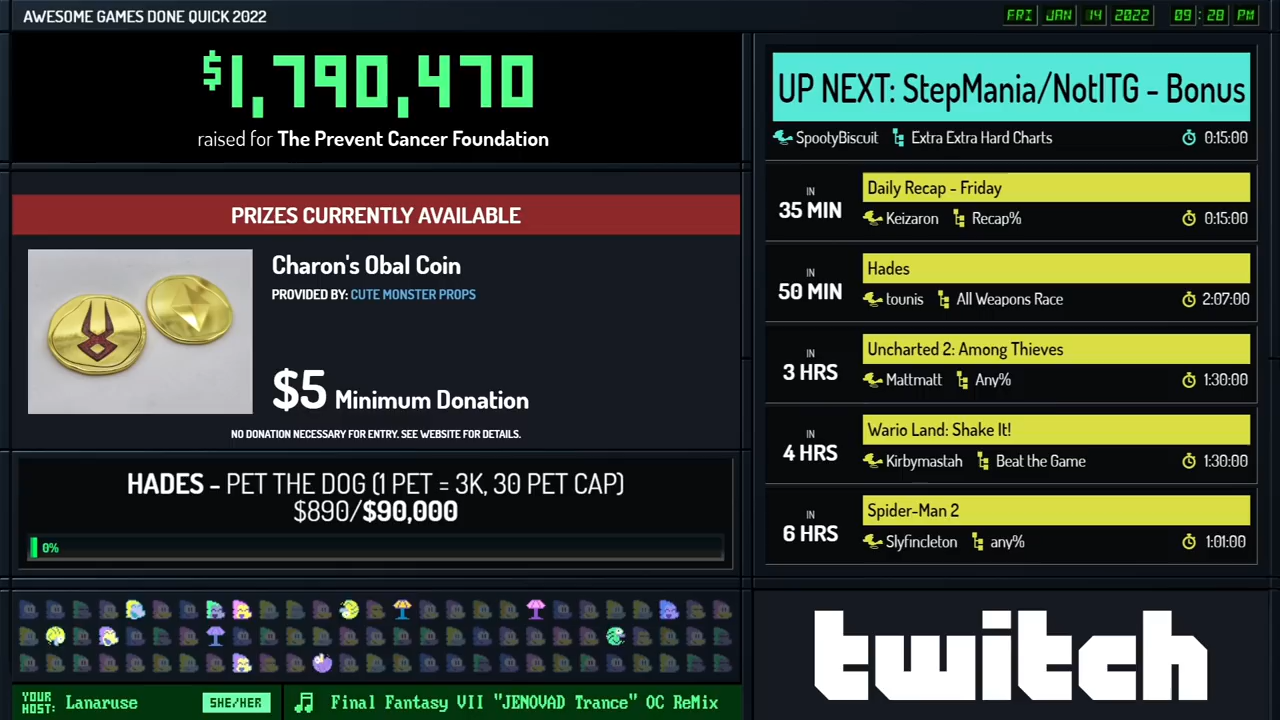 AWESOME GAMES DONE QUICK 2022
FRI JAN 14 2022 09:20 PM
$1,790,470
raised for The Prevent Cancer Foundation
PRIZES CURRENTLY AVAILABLE
Charon's Obal Coin
PROVIDED BY: CUTE MONSTER PROPS
$5 Minimum Donation
NO DONATION NECESSARY FOR ENTRY. SEE WEBSITE FOR DETAILS.
HADES - PET THE DOG (1 PET = 3K, 30 PET CAP)
$890/$90,000
0%
YOUR HOST: Lanaruse SHE/HER
Final Fantasy VII "JENOVAD Trance" OC ReMix
UP NEXT: StepMania/NotITG - Bonus
SpootyBiscuit Extra Extra Hard Charts 0:15:00
IN 35 MIN
Daily Recap - Friday
Keizaron Recap% 0:15:00
IN 50 MIN
Hades
tounis All Weapons Race 2:07:00
IN 3 HRS
Uncharted 2: Among Thieves
Mattmatt Any% 1:30:00
IN 4 HRS
Wario Land: Shake It!
Kirbymastah Beat the Game 1:30:00
IN 6 HRS
Spider-Man 2
Slyfincleton any% 1:01:00
twitch